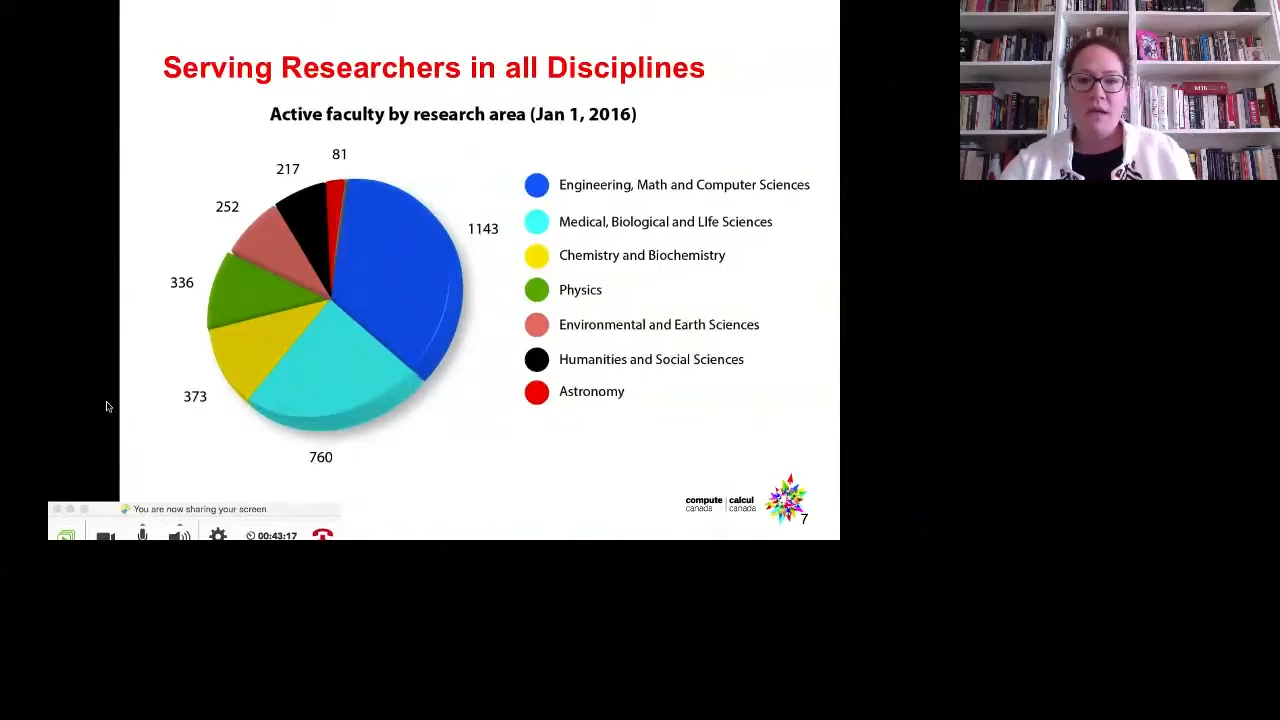 Serving Researchers in all Disciplines
Active faculty by research area (Jan 1, 2016)
81
217
252
336
373
760
1143
Engineering, Math and Computer Sciences
Medical, Biological and LIfe Sciences
Chemistry and Biochemistry
Physics
Environmental and Earth Sciences
Humanities and Social Sciences
Astronomy
compute | calcul
canada | canada
7
You are now sharing your screen
00:43:17